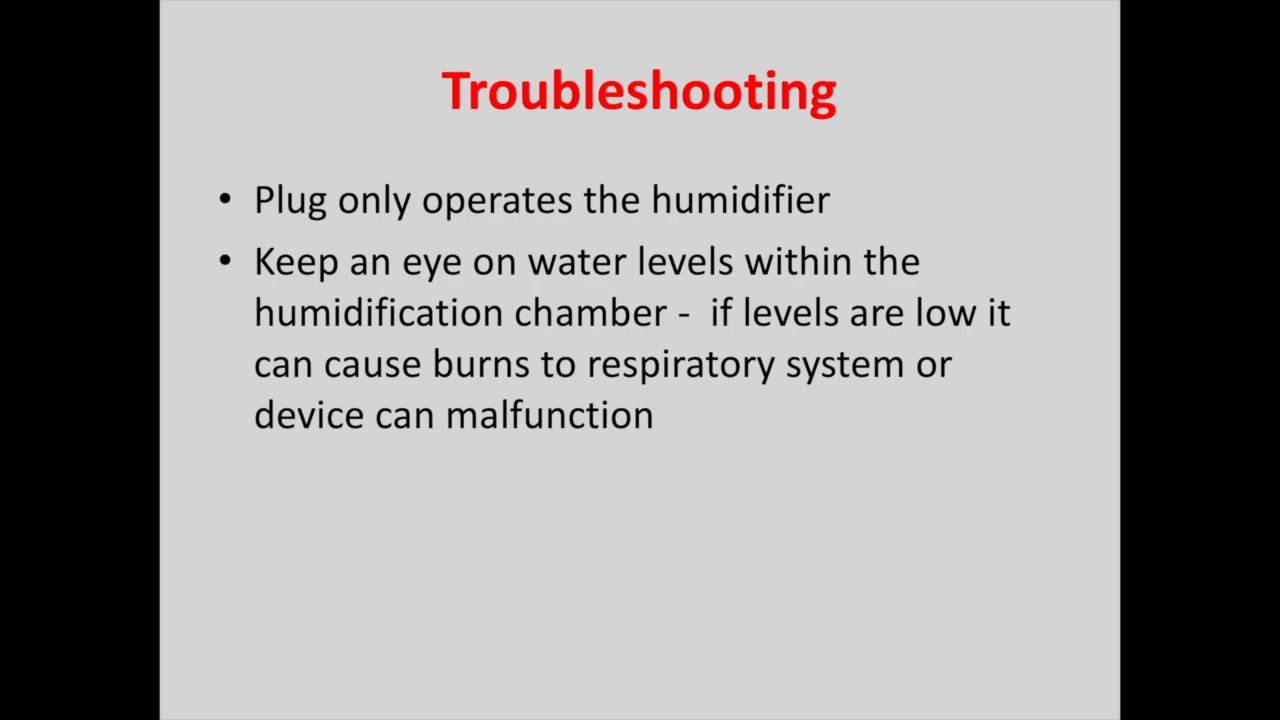 Troubleshooting
• Plug only operates the humidifier
• Keep an eye on water levels within the
humidification chamber -  if levels are low it
can cause burns to respiratory system or
device can malfunction